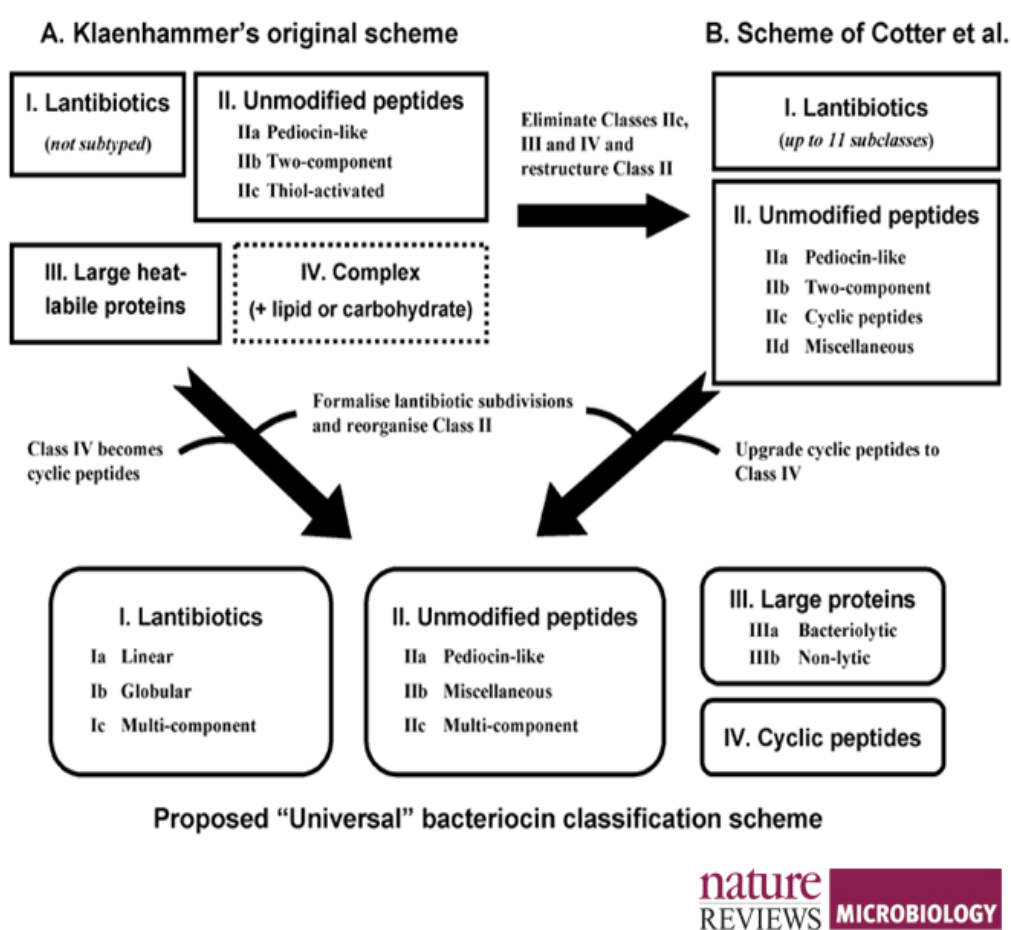 A. Klaenhammer's original scheme
B. Scheme of Cotter et al.
I. Lantibiotics
(not subtyped)
II. Unmodified peptides
IIa Pediocin-like
IIb Two-component
IIc Thiol-activated
III. Large heat-
labile proteins
IV. Complex
(+ lipid or carbohydrate)
Eliminate Classes IIc,
III and IV and
restructure Class II
I. Lantibiotics
(up to 11 subclasses)
II. Unmodified peptides
IIa Pediocin-like
IIb Two-component
IIc Cyclic peptides
IId Miscellaneous
Class IV becomes
cyclic peptides
Formalise lantibiotic subdivisions
and reorganise Class II
Upgrade cyclic peptides to
Class IV
I. Lantibiotics
Ia Linear
Ib Globular
Ic Multi-component
II. Unmodified peptides
IIa Pediocin-like
IIb Miscellaneous
IIc Multi-component
III. Large proteins
IIIa Bacteriolytic
IIIb Non-lytic
IV. Cyclic peptides
Proposed “Universal” bacteriocin classification scheme
nature
REVIEWS MICROBIOLOGY